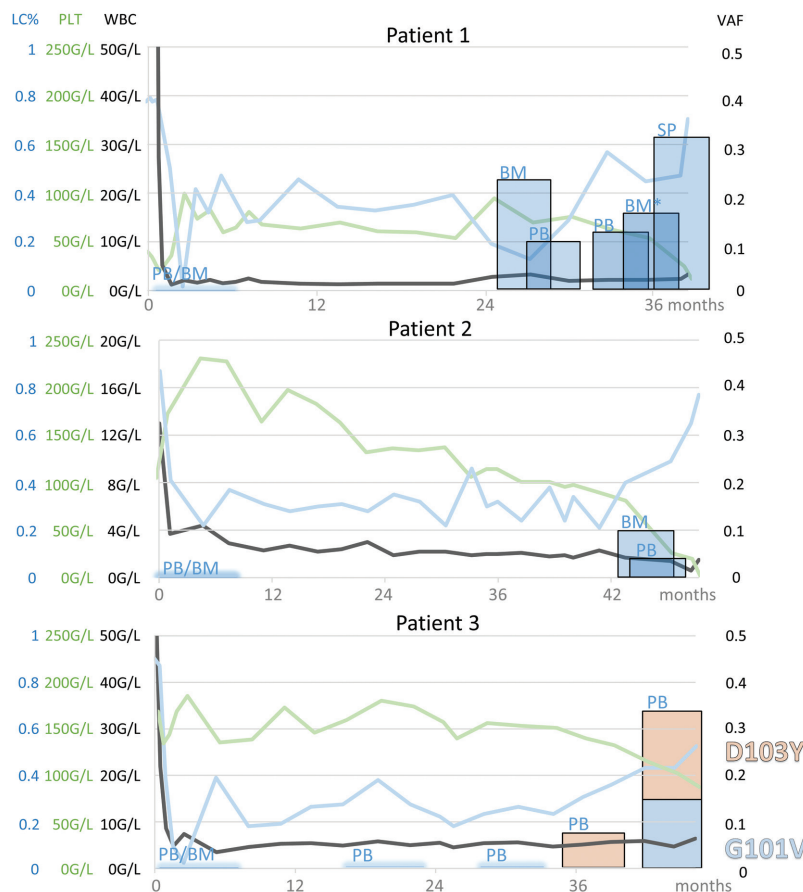 LC% PLT WBC VAF
Patient 1
1 250G/L 50G/L 0.5
0.8 200G/L 40G/L 0.4
0.6 150G/L 30G/L SP 0.3
0.4 100G/L 20G/L BM BM* 0.2
0.2 50G/L 10G/L PB PB 0.1
PB/BM
0 0G/L 0G/L 0
0 12 24 36 months
Patient 2
1 250G/L 20G/L 0.5
0.8 200G/L 16G/L 0.4
0.6 150G/L 12G/L 0.3
0.4 100G/L 8G/L 0.2
0.2 50G/L 4G/L BM 0.1
PB/BM PB
0 0G/L 0G/L 0
0 12 24 36 42 months
Patient 3
1 250G/L 50G/L 0.5
0.8 200G/L 40G/L 0.4
0.6 150G/L 30G/L PB 0.3
D103Y
0.4 100G/L 20G/L 0.2
0.2 50G/L 10G/L PB 0.1
PB/BM PB PB G101V
0 0G/L 0G/L 0
0 12 24 36 months